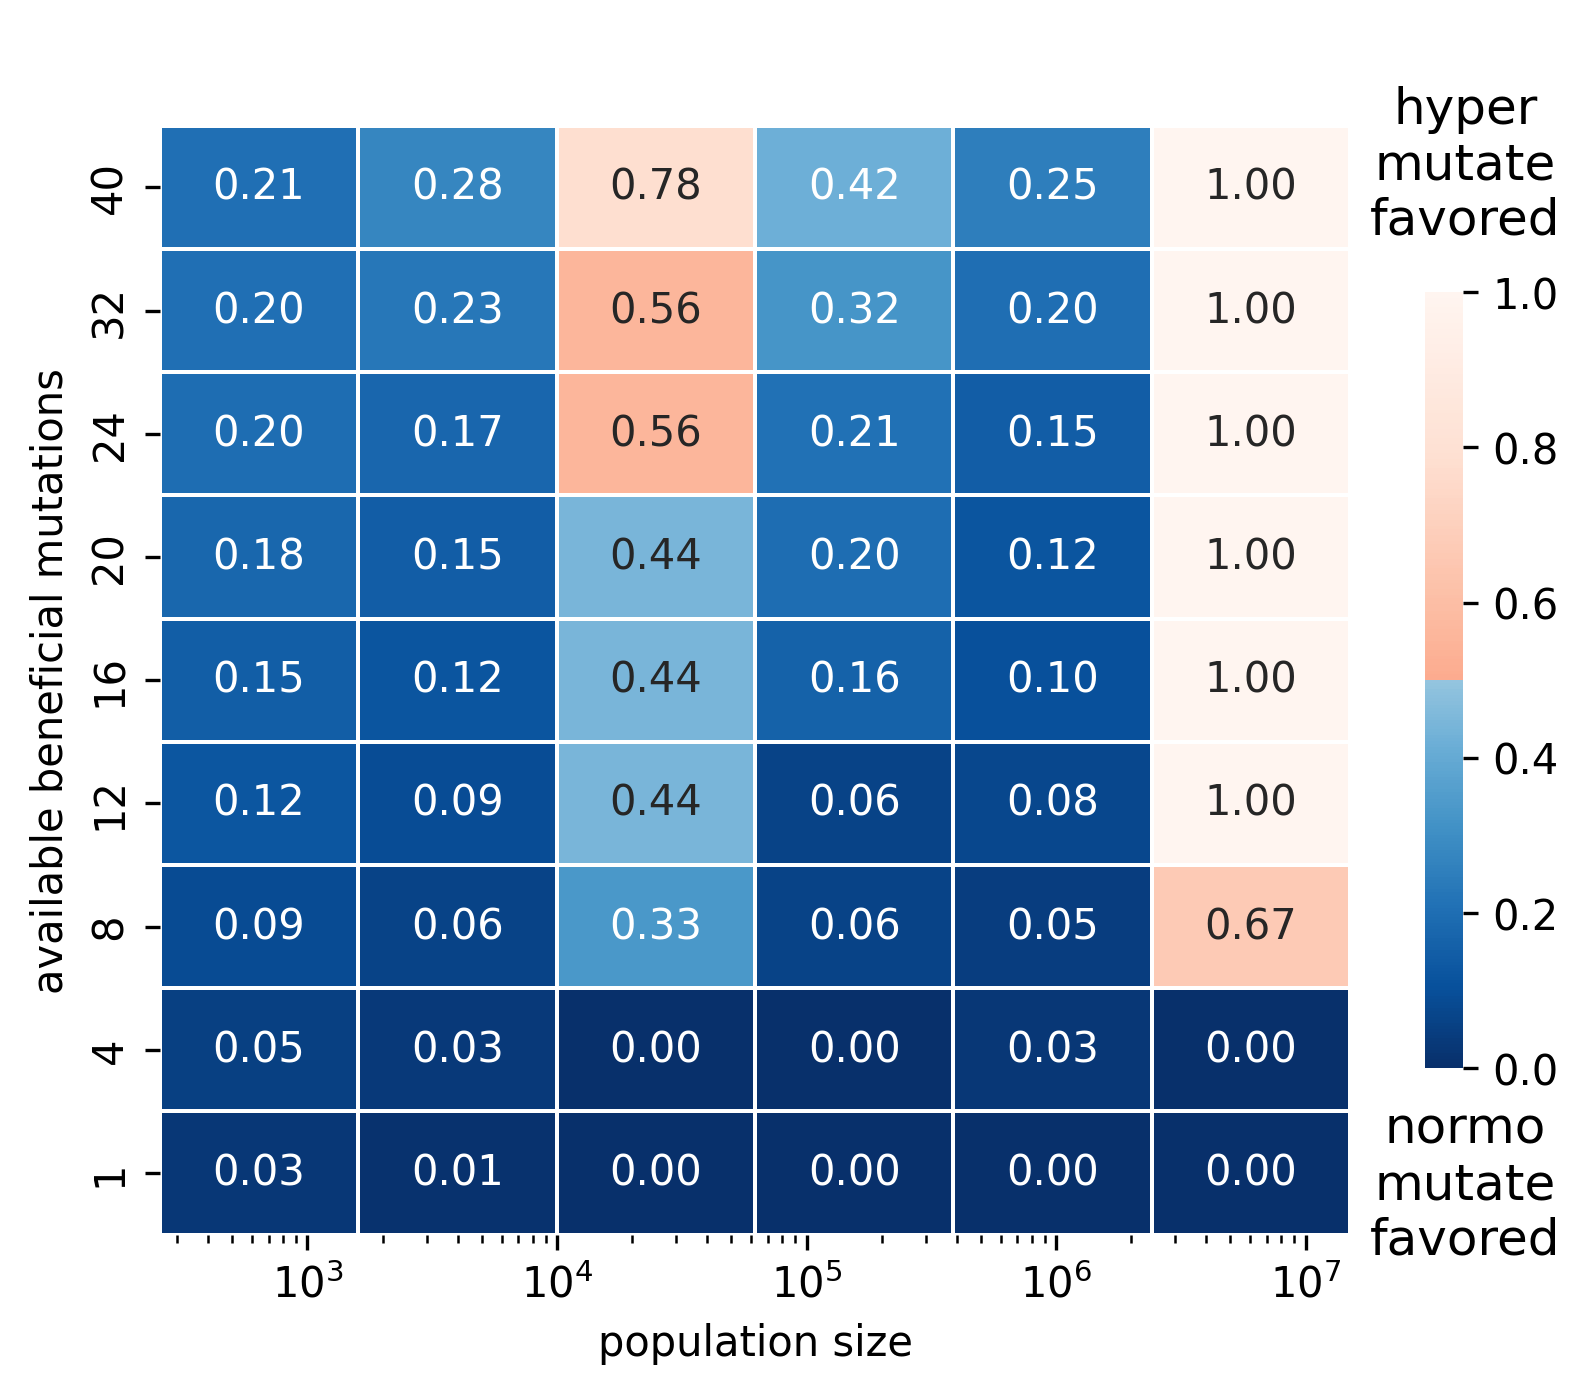 hyper
mutate
favored
40 0.21 0.28 0.78 0.42 0.25 1.00
32 0.20 0.23 0.56 0.32 0.20 1.00
24 0.20 0.17 0.56 0.21 0.15 1.00
20 0.18 0.15 0.44 0.20 0.12 1.00
16 0.15 0.12 0.44 0.16 0.10 1.00
12 0.12 0.09 0.44 0.06 0.08 1.00
8 0.09 0.06 0.33 0.06 0.05 0.67
4 0.05 0.03 0.00 0.00 0.03 0.00
1 0.03 0.01 0.00 0.00 0.00 0.00
available beneficial mutations
10³ 10⁴ 10⁵ 10⁶ 10⁷
population size
1.0
0.8
0.6
0.4
0.2
0.0
normo
mutate
favored